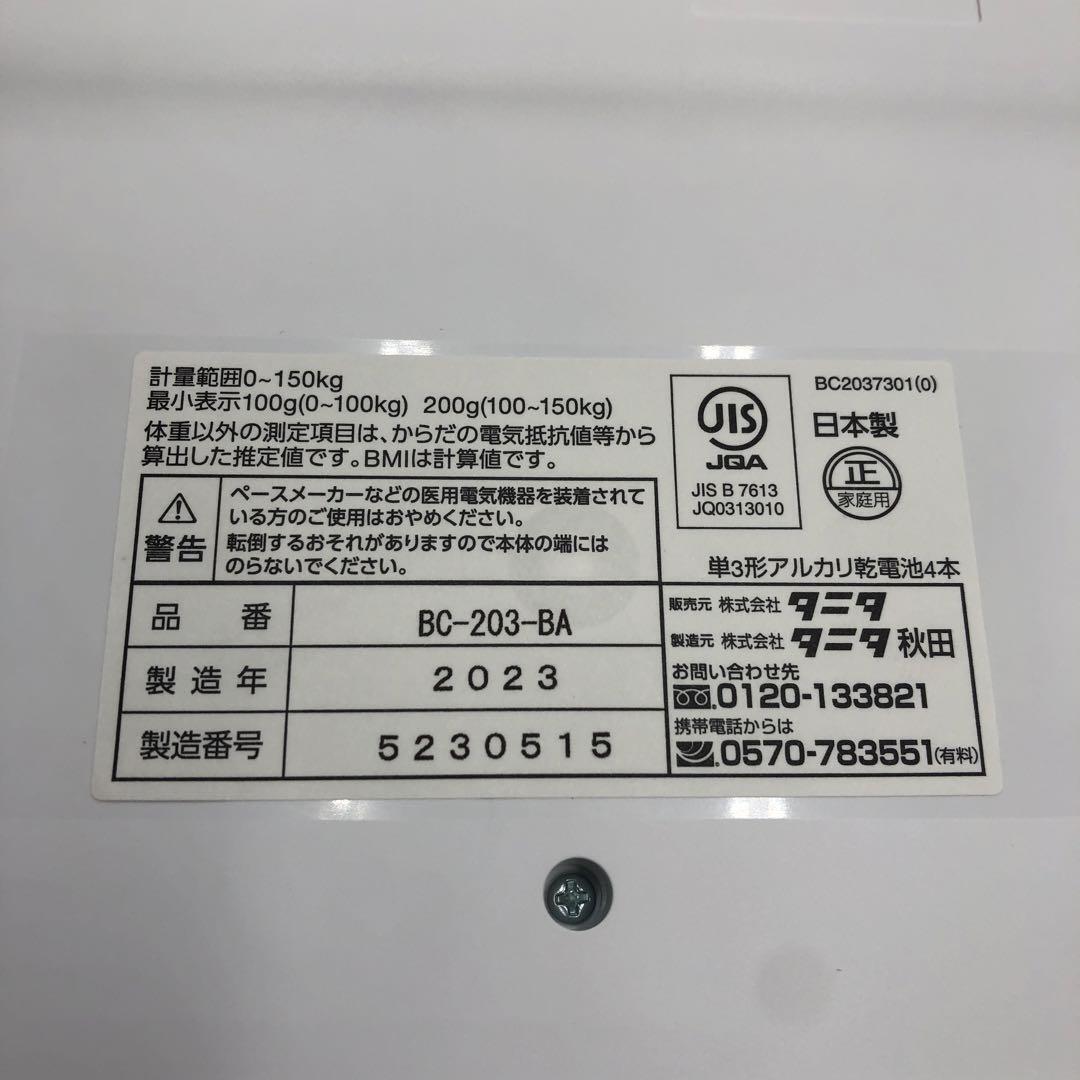 計量範囲0~150kg
最小表示100g(0~100kg) 200g(100~150kg)
体重以外の測定項目は、からだの電気抵抗値等から
算出した推定値です。BMIは計算値です。
警告
ペースメーカーなどの医用電気機器を装着されて
いる方のご使用はおやめください。
転倒するおそれがありますので本体の端には
のらないでください。
JIS
JQA
JIS B 7613
JQ0313010
BC2037301(0)
日本製
正
家庭用
単3形アルカリ乾電池4本
品番 BC-203-BA
製造年 2023
製造番号 5230515
販売元 株式会社 タニタ
製造元 株式会社 タニタ 秋田
お問い合わせ先
0120-133821
携帯電話からは
0570-783551(有料)